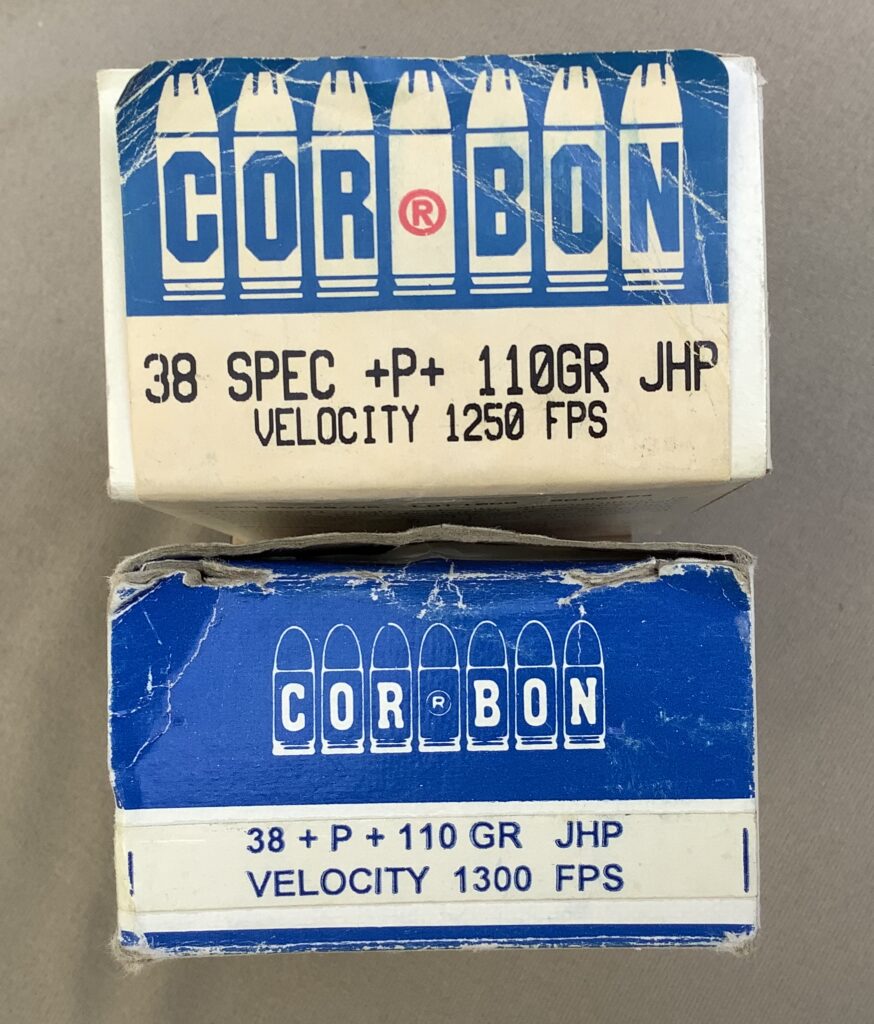 COR®BON
38 SPEC +P+ 110GR JHP
VELOCITY 1250 FPS
COR®BON
38 + P + 110 GR JHP
VELOCITY 1300 FPS